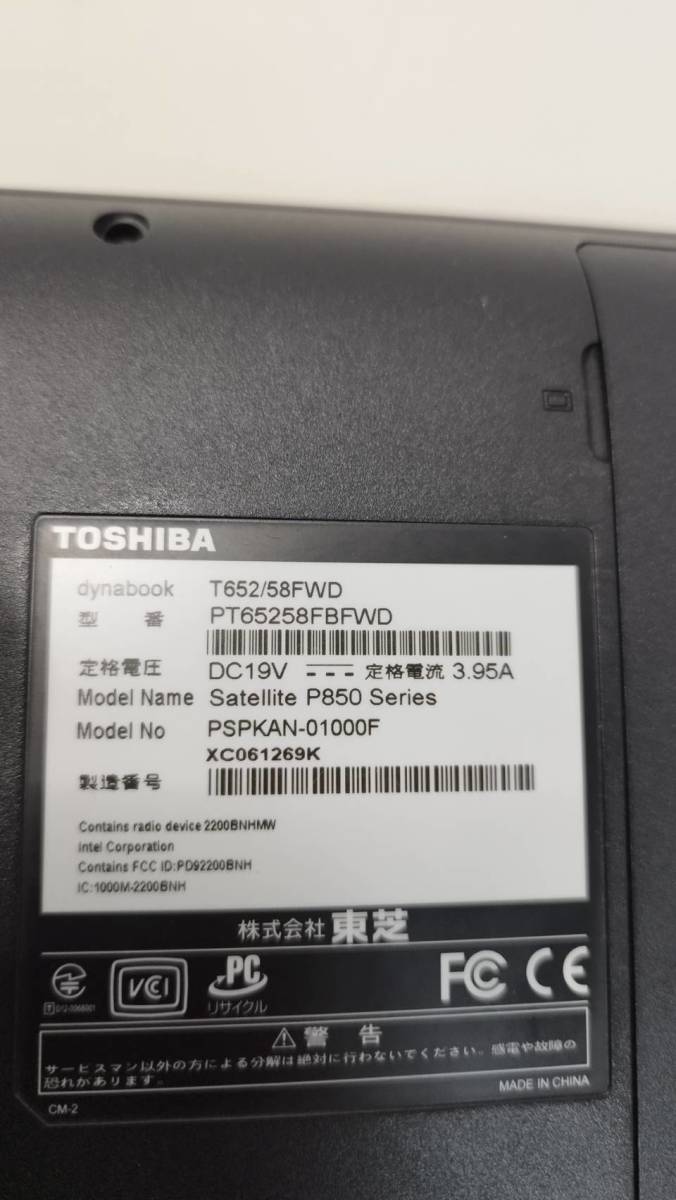 TOSHIBA
dynabook T652/58FWD
型 番 PT65258FBFWD
定格電圧 DC19V 定格電流 3.95A
Model Name Satellite P850 Series
Model No PSPKAN-01000F
XC061269K
製造番号
Contains radio device 2200BNHMW
Intel Corporation
Contains FCC ID:PD92200BNH
IC:1000M-2200BNH
株式会社 東芝
VCCI PC FC CE
リサイクル
警 告
サービスマン以外の方による分解は絶対に行わないでください。感電や故障の
恐れがあります。
MADE IN CHINA
CM-2